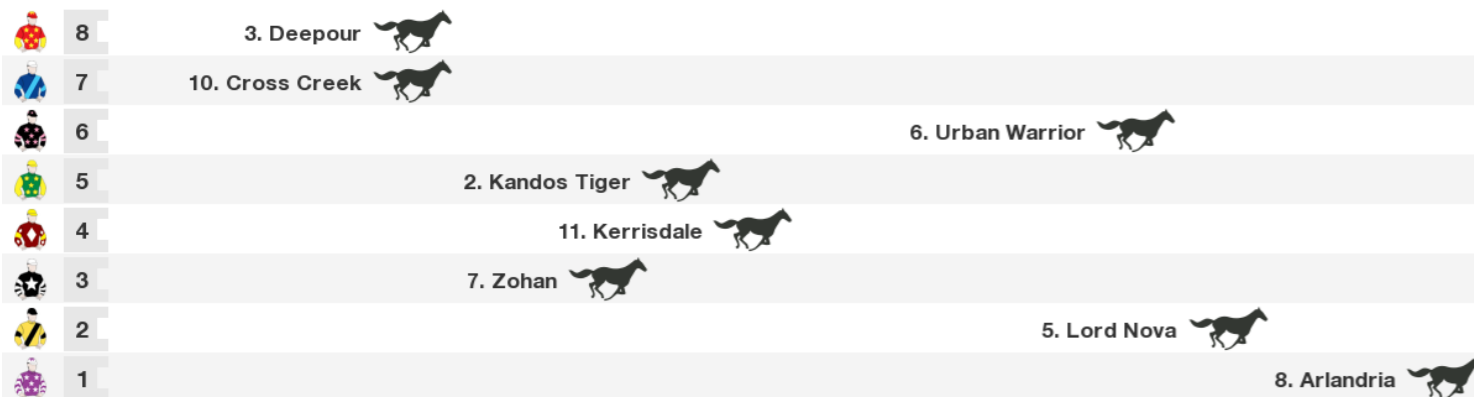 8 3. Deepour
7 10. Cross Creek
6 6. Urban Warrior
5 2. Kandos Tiger
4 11. Kerrisdale
3 7. Zohan
2 5. Lord Nova
1 8. Arlandria